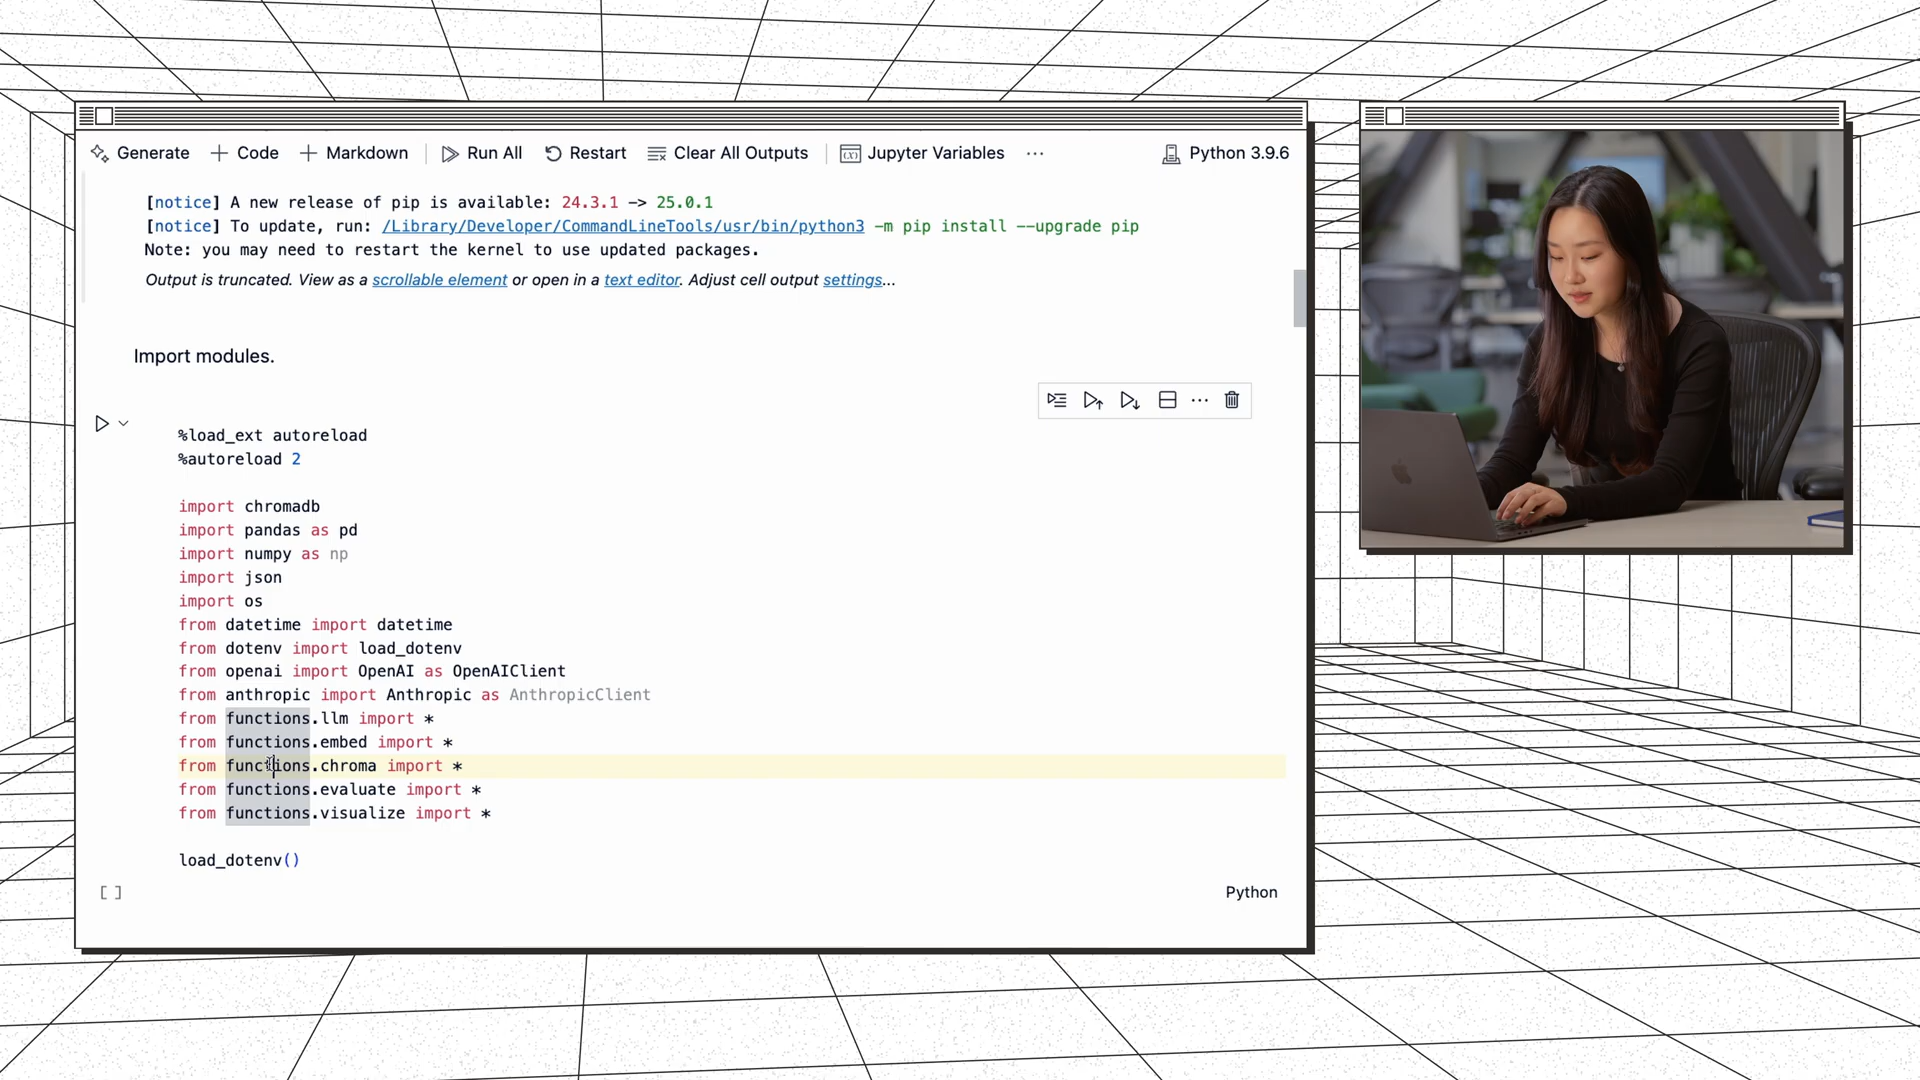 Generate Code Markdown Run All Restart Clear All Outputs Jupyter Variables ... Python 3.9.6
[notice] A new release of pip is available: 24.3.1 -> 25.0.1
[notice] To update, run: /Library/Developer/CommandLineTools/usr/bin/python3 -m pip install --upgrade pip
Note: you may need to restart the kernel to use updated packages.
Output is truncated. View as a scrollable element or open in a text editor. Adjust cell output settings...
Import modules.
%load_ext autoreload
%autoreload 2
import chromadb
import pandas as pd
import numpy as np
import json
import os
from datetime import datetime
from dotenv import load_dotenv
from openai import OpenAI as OpenAIClient
from anthropic import Anthropic as AnthropicClient
from functions.llm import *
from functions.embed import *
from functions.chroma import *
from functions.evaluate import *
from functions.visualize import *
load_dotenv()
[ ]
Python